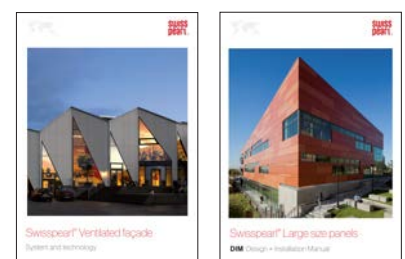 swiss
pearl.
Swisspearl® Ventilated façade
System and technology
swiss
pearl.
Swisspearl® Large size panels
DIM Design + Installation Manual